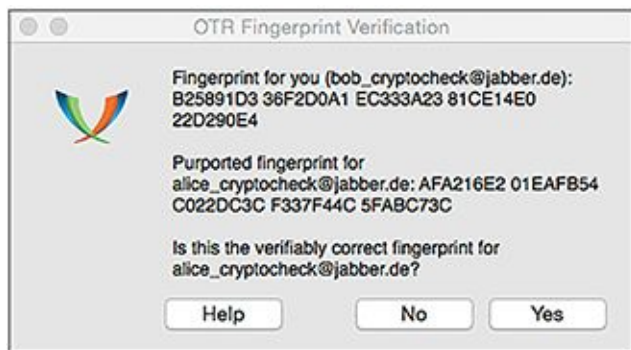 OTR Fingerprint Verification
Fingerprint for you (bob_cryptocheck@jabber.de):
B25891D3 36F2D0A1 EC333A23 81CE14E0
22D290E4
Purported fingerprint for
alice_cryptocheck@jabber.de: AFA216E2 01EAFB54
C022DC3C F337F44C 5FABC73C
Is this the verifiably correct fingerprint for
alice_cryptocheck@jabber.de?
Help
No
Yes